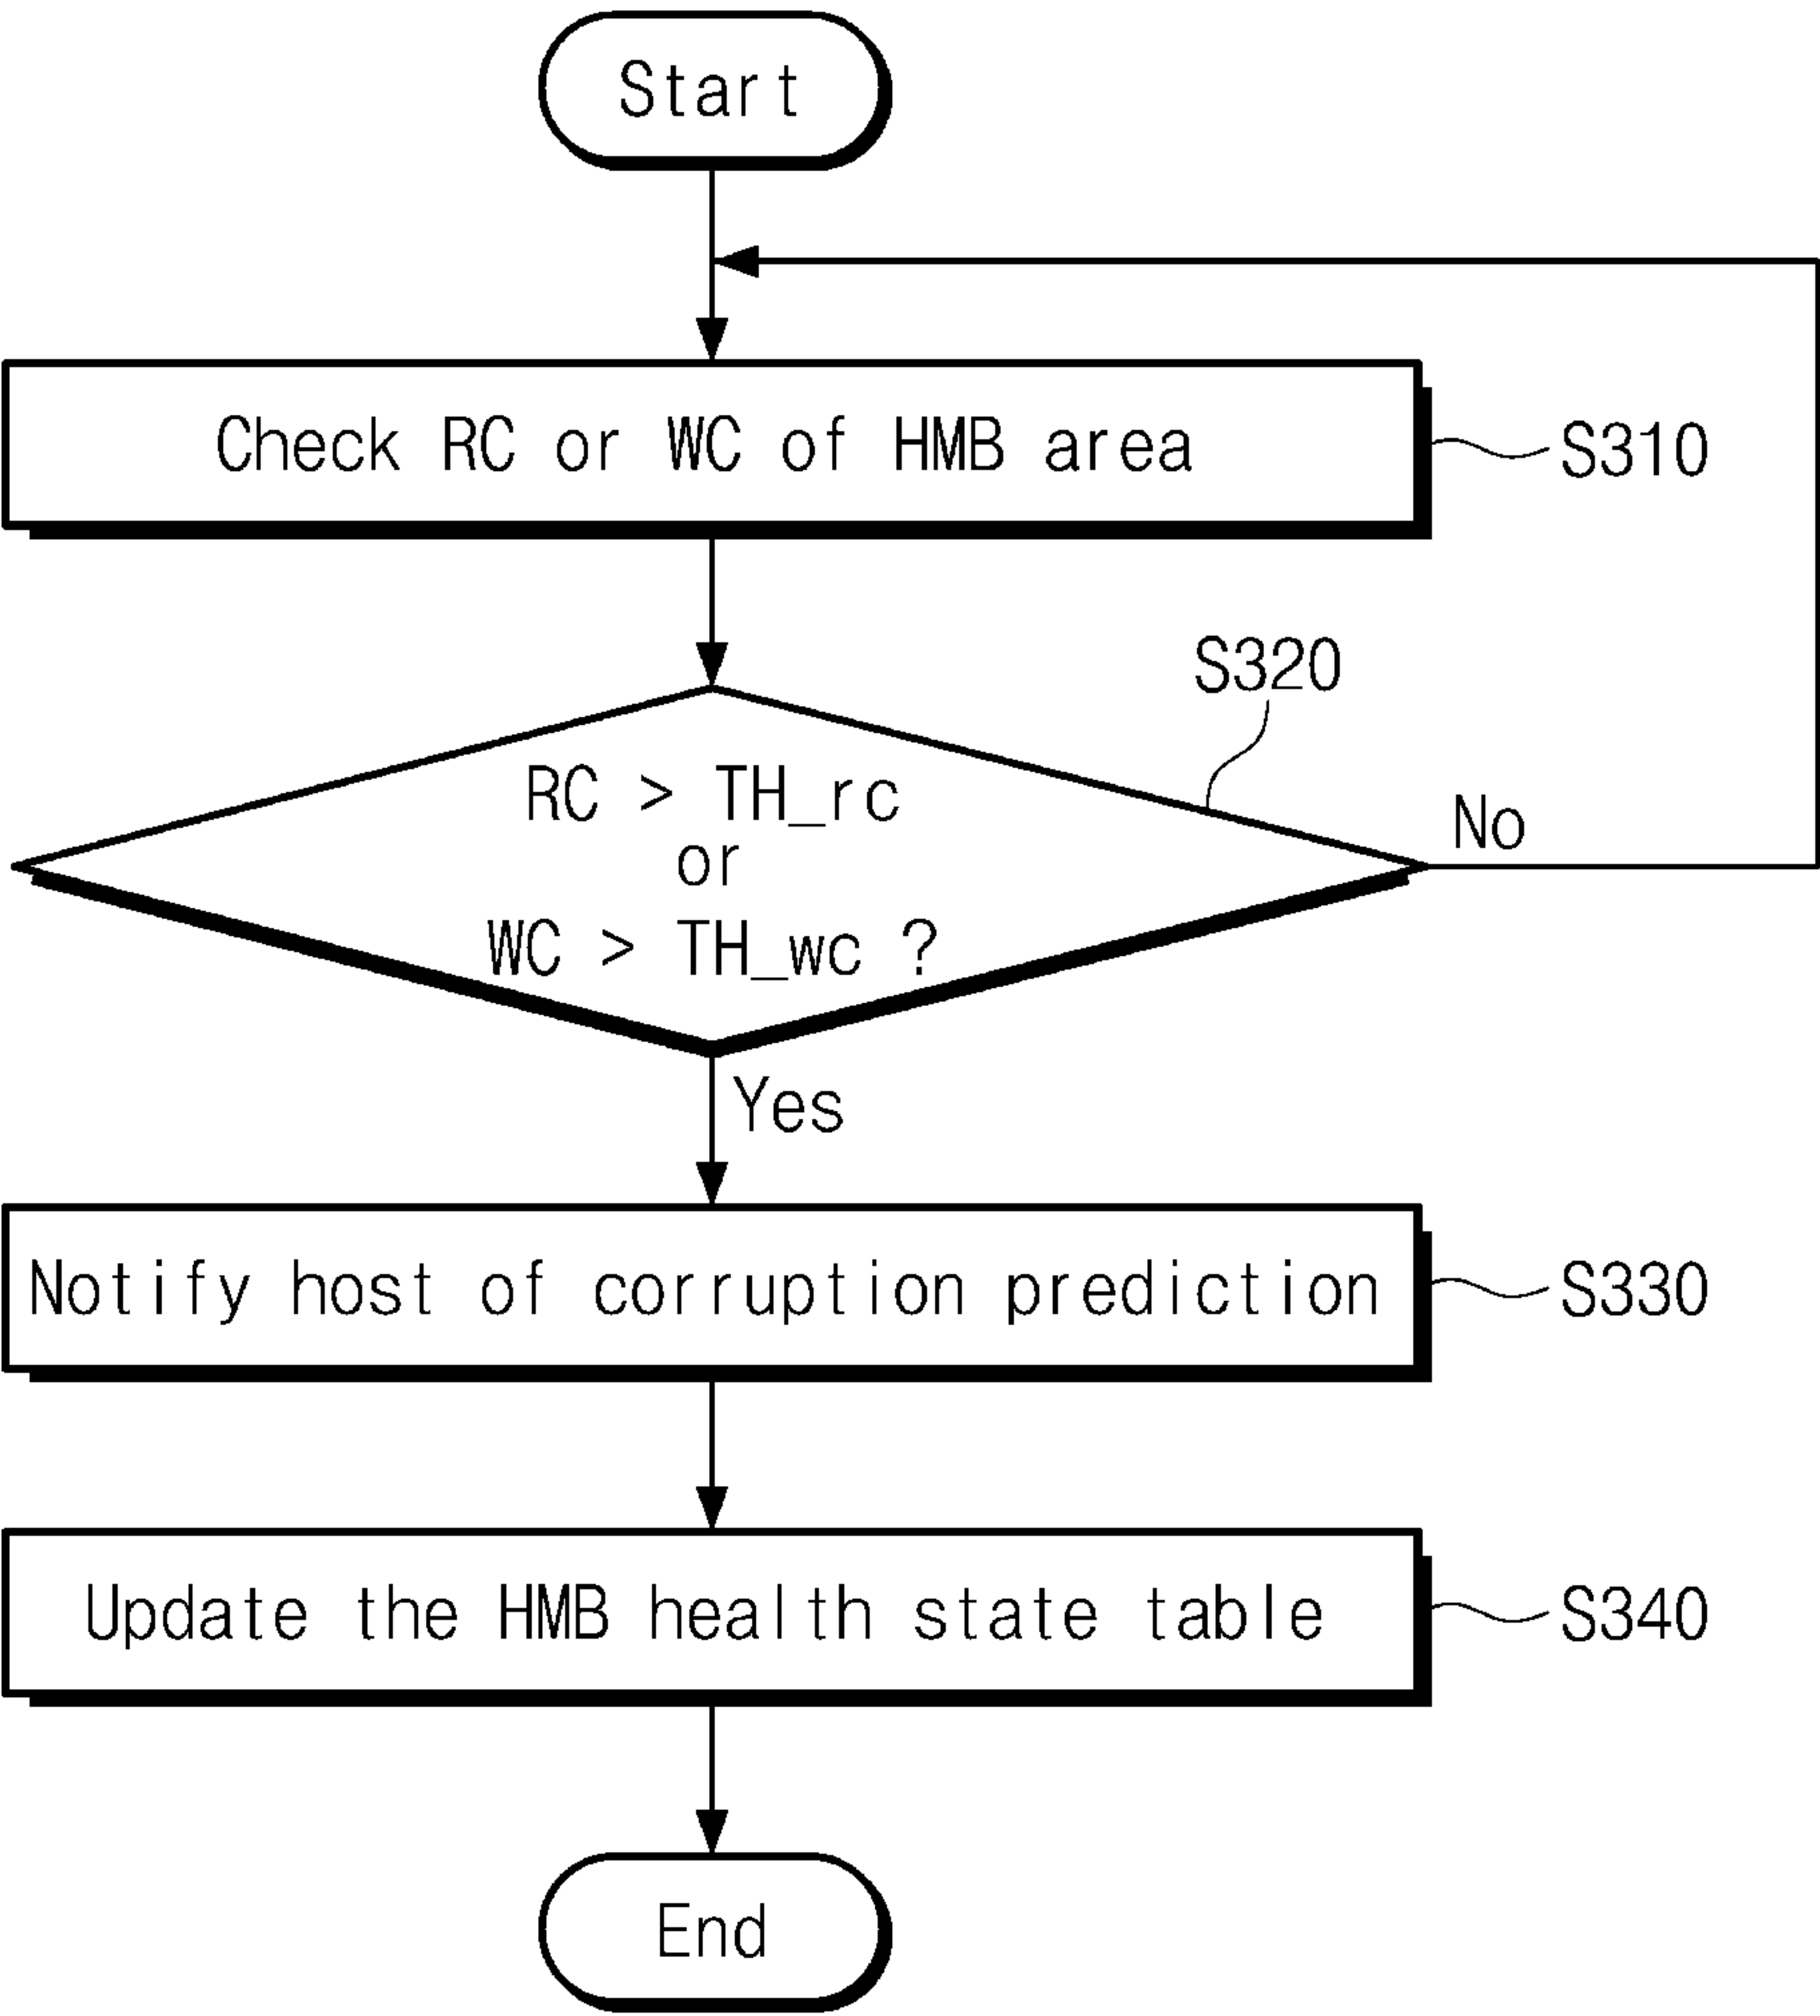 Start
Check RC or WC of HMB area
S310
S320
RC > TH_rc
or
WC > TH_wc ?
No
Yes
Notify host of corruption prediction
S330
Update the HMB health state table
S340
End